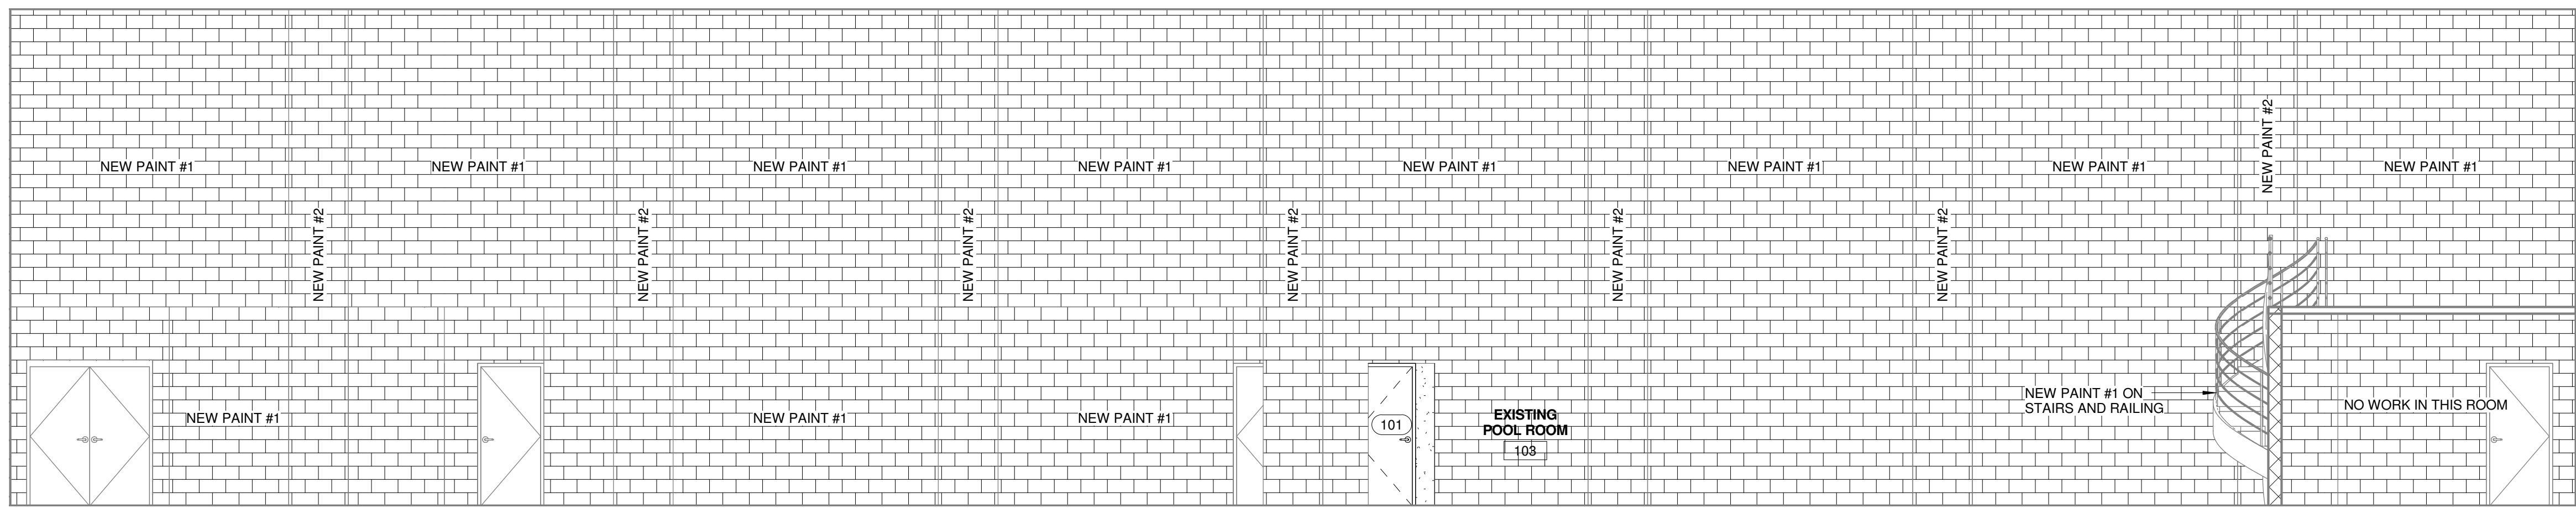 NEW PAINT #2
NEW PAINT #1
NEW PAINT #1
NEW PAINT #1
NEW PAINT #1
NEW PAINT #1
NEW PAINT #1
NEW PAINT #1
NEW PAINT #1
NEW PAINT #2
NEW PAINT #2
NEW PAINT #2
NEW PAINT #2
NEW PAINT #2
NEW PAINT #2
NEW PAINT #1
NEW PAINT #1
NEW PAINT #1
101
EXISTING
POOL ROOM
103
NEW PAINT #1 ON
STAIRS AND RAILING
NO WORK IN THIS ROOM